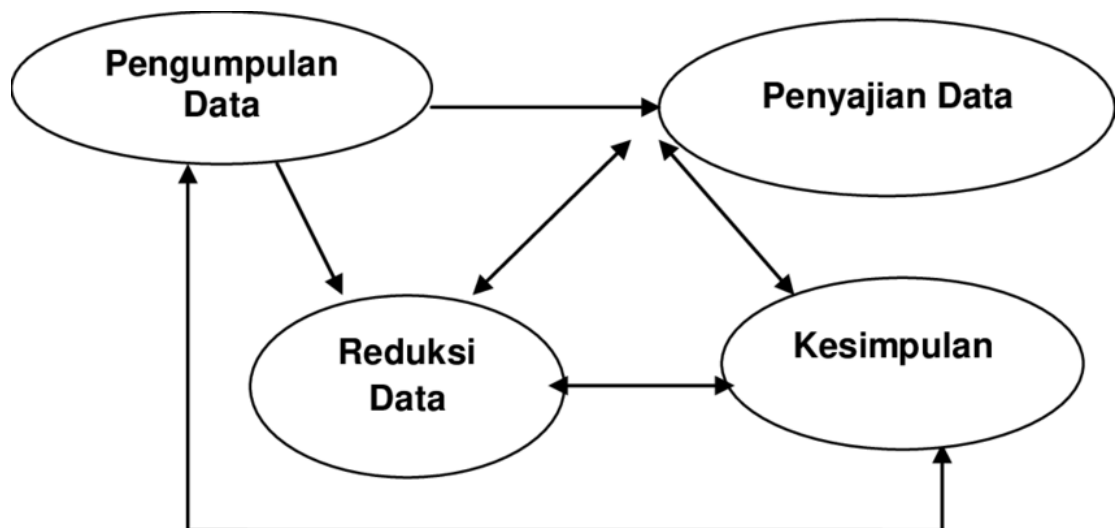 Pengumpulan
Data
Penyajian Data
Reduksi
Data
Kesimpulan